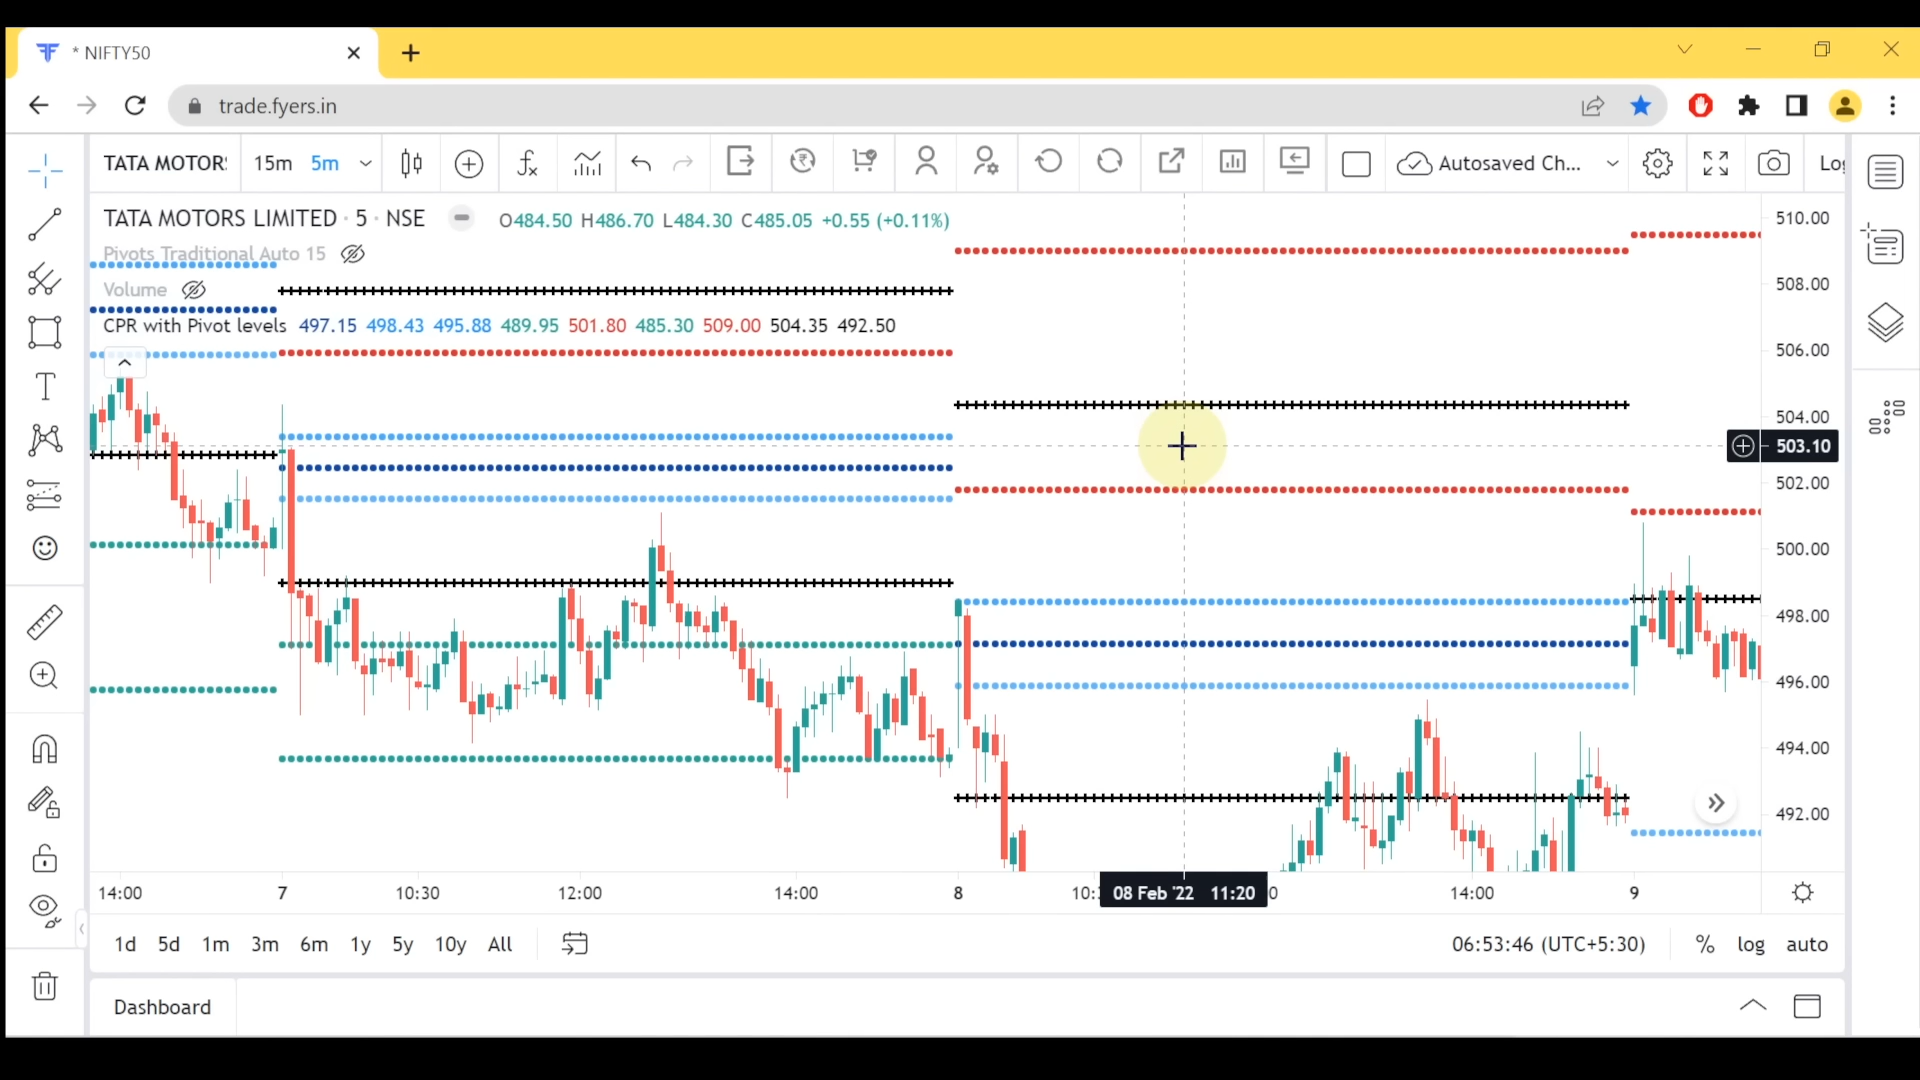 * NIFTY50
trade.fyers.in
TATA MOTOR
15m 5m
Autosaved Ch...
TATA MOTORS LIMITED · 5 · NSE O484.50 H486.70 L484.30 C485.05 +0.55 (+0.11%)
Pivots Traditional Auto 15
Volume
CPR with Pivot levels 497.15 498.43 495.88 489.95 501.80 485.30 509.00 504.35 492.50
510.00
508.00
506.00
504.00
503.10
502.00
500.00
498.00
496.00
494.00
492.00
14:00 7 10:30 12:00 14:00 8 08 Feb '22 11:20 14:00 9
1d 5d 1m 3m 6m 1y 5y 10y All 06:53:46 (UTC+5:30) % log auto
Dashboard